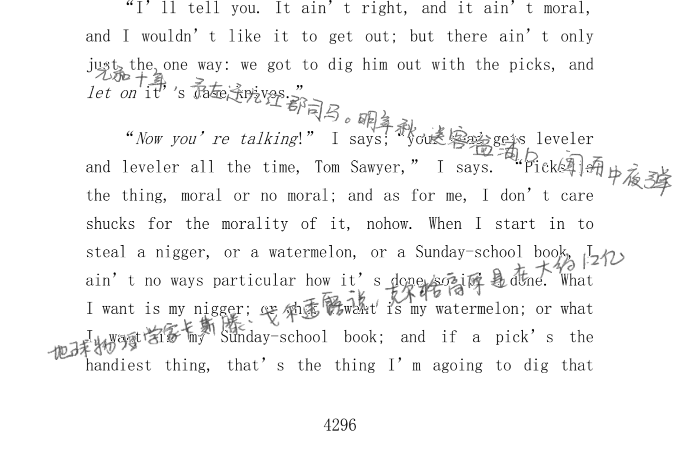 “I’ll tell you. It ain’t right, and it ain’t moral,
and I wouldn’t like it to get out; but there ain’t only
just the one way: we got to dig him out with the picks, and
let on it’s case-knives.”
元和十年，予左迁九江郡司马。明年秋，送客湓浦口，闻舟中夜弹
“Now you’re talking!” I says; “your gets leveler
and leveler all the time, Tom Sawyer,” I says. “Picks is
the thing, moral or no moral; and as for me, I don’t care
shucks for the morality of it, nohow. When I start in to
steal a nigger, or a watermelon, or a Sunday-school book, I
ain’t no ways particular how it’s done so it’s done. What
I want is my nigger; or what I want is my watermelon; or what
I want is my Sunday-school book; and if a pick’s the
地球物理学家卡斯滕、戈 说，克尔格高原是在大约12亿
handiest thing, that’s the thing I’m agoing to dig that
4296